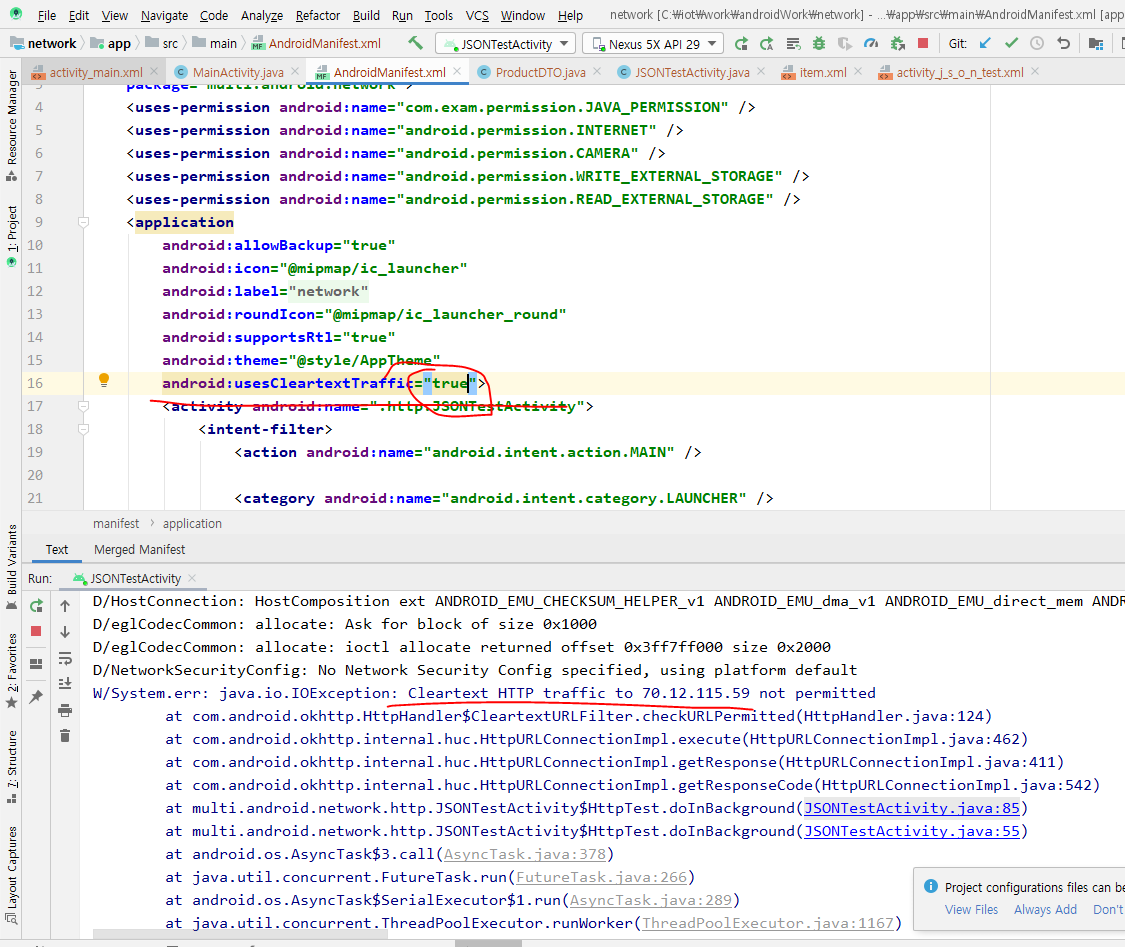 File Edit View Navigate Code Analyze Refactor Build Run Tools VCS Window Help network [C:₩iot₩work₩androidWork₩network] - ...₩app₩src₩main₩AndroidManifest.xml [app
network app src main AndroidManifest.xml JSONTestActivity Nexus 5X API 29 Git:
activity_main.xml MainActivity.java AndroidManifest.xml ProductDTO.java JSONTestActivity.java item.xml activity_j_s_o_n_test.xml
Resource Manager
1: Project
Build Variants
2: Favorites
7: Structure
Layout Captures
package="multi.android.network">
4 <uses-permission android:name="com.exam.permission.JAVA_PERMISSION" />
5 <uses-permission android:name="android.permission.INTERNET" />
6 <uses-permission android:name="android.permission.CAMERA" />
7 <uses-permission android:name="android.permission.WRITE_EXTERNAL_STORAGE" />
8 <uses-permission android:name="android.permission.READ_EXTERNAL_STORAGE" />
9 <application
10 android:allowBackup="true"
11 android:icon="@mipmap/ic_launcher"
12 android:label="network"
13 android:roundIcon="@mipmap/ic_launcher_round"
14 android:supportsRtl="true"
15 android:theme="@style/AppTheme"
16 android:usesCleartextTraffic="true">
17 <activity android:name=".http.JSONTestActivity">
18 <intent-filter>
19 <action android:name="android.intent.action.MAIN" />
20
21 <category android:name="android.intent.category.LAUNCHER" />
manifest › application
Text Merged Manifest
Run: JSONTestActivity
D/HostConnection: HostComposition ext ANDROID_EMU_CHECKSUM_HELPER_v1 ANDROID_EMU_dma_v1 ANDROID_EMU_direct_mem ANDR
D/eglCodecCommon: allocate: Ask for block of size 0x1000
D/eglCodecCommon: allocate: ioctl allocate returned offset 0x3ff7ff000 size 0x2000
D/NetworkSecurityConfig: No Network Security Config specified, using platform default
W/System.err: java.io.IOException: Cleartext HTTP traffic to 70.12.115.59 not permitted
at com.android.okhttp.HttpHandler$CleartextURLFilter.checkURLPermitted(HttpHandler.java:124)
at com.android.okhttp.internal.huc.HttpURLConnectionImpl.execute(HttpURLConnectionImpl.java:462)
at com.android.okhttp.internal.huc.HttpURLConnectionImpl.getResponse(HttpURLConnectionImpl.java:411)
at com.android.okhttp.internal.huc.HttpURLConnectionImpl.getResponseCode(HttpURLConnectionImpl.java:542)
at multi.android.network.http.JSONTestActivity$HttpTest.doInBackground(JSONTestActivity.java:85)
at multi.android.network.http.JSONTestActivity$HttpTest.doInBackground(JSONTestActivity.java:55)
at android.os.AsyncTask$3.call(AsyncTask.java:378)
at java.util.concurrent.FutureTask.run(FutureTask.java:266)
at android.os.AsyncTask$SerialExecutor$1.run(AsyncTask.java:289)
at java.util.concurrent.ThreadPoolExecutor.runWorker(ThreadPoolExecutor.java:1167)
Project configurations files can be
View Files Always Add Don't